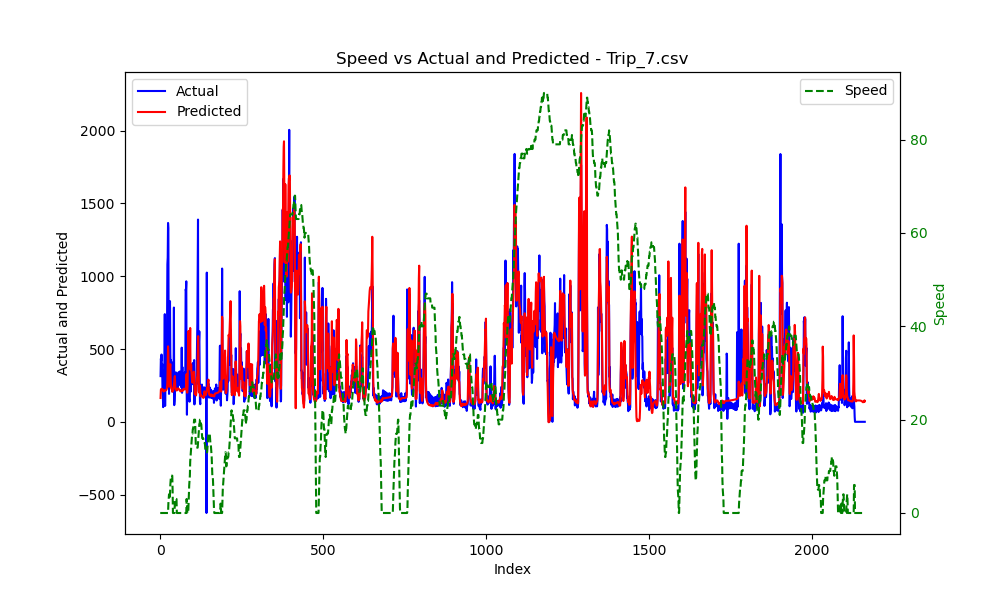 Speed vs Actual and Predicted - Trip_7.csv
Actual
Predicted
Speed
2000
1500
1000
500
0
−500
Actual and Predicted
80
60
40
20
0
Speed
0
500
1000
1500
2000
Index